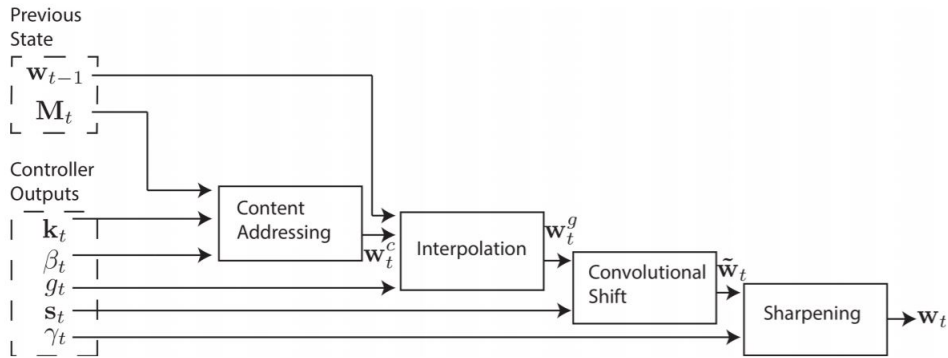 Previous
State
w_{t−1}
M_t
Controller
Outputs
k_t
β_t
g_t
s_t
γ_t
Content
Addressing
w_t^c
Interpolation
w_t^g
Convolutional
Shift
w̃_t
Sharpening
w_t